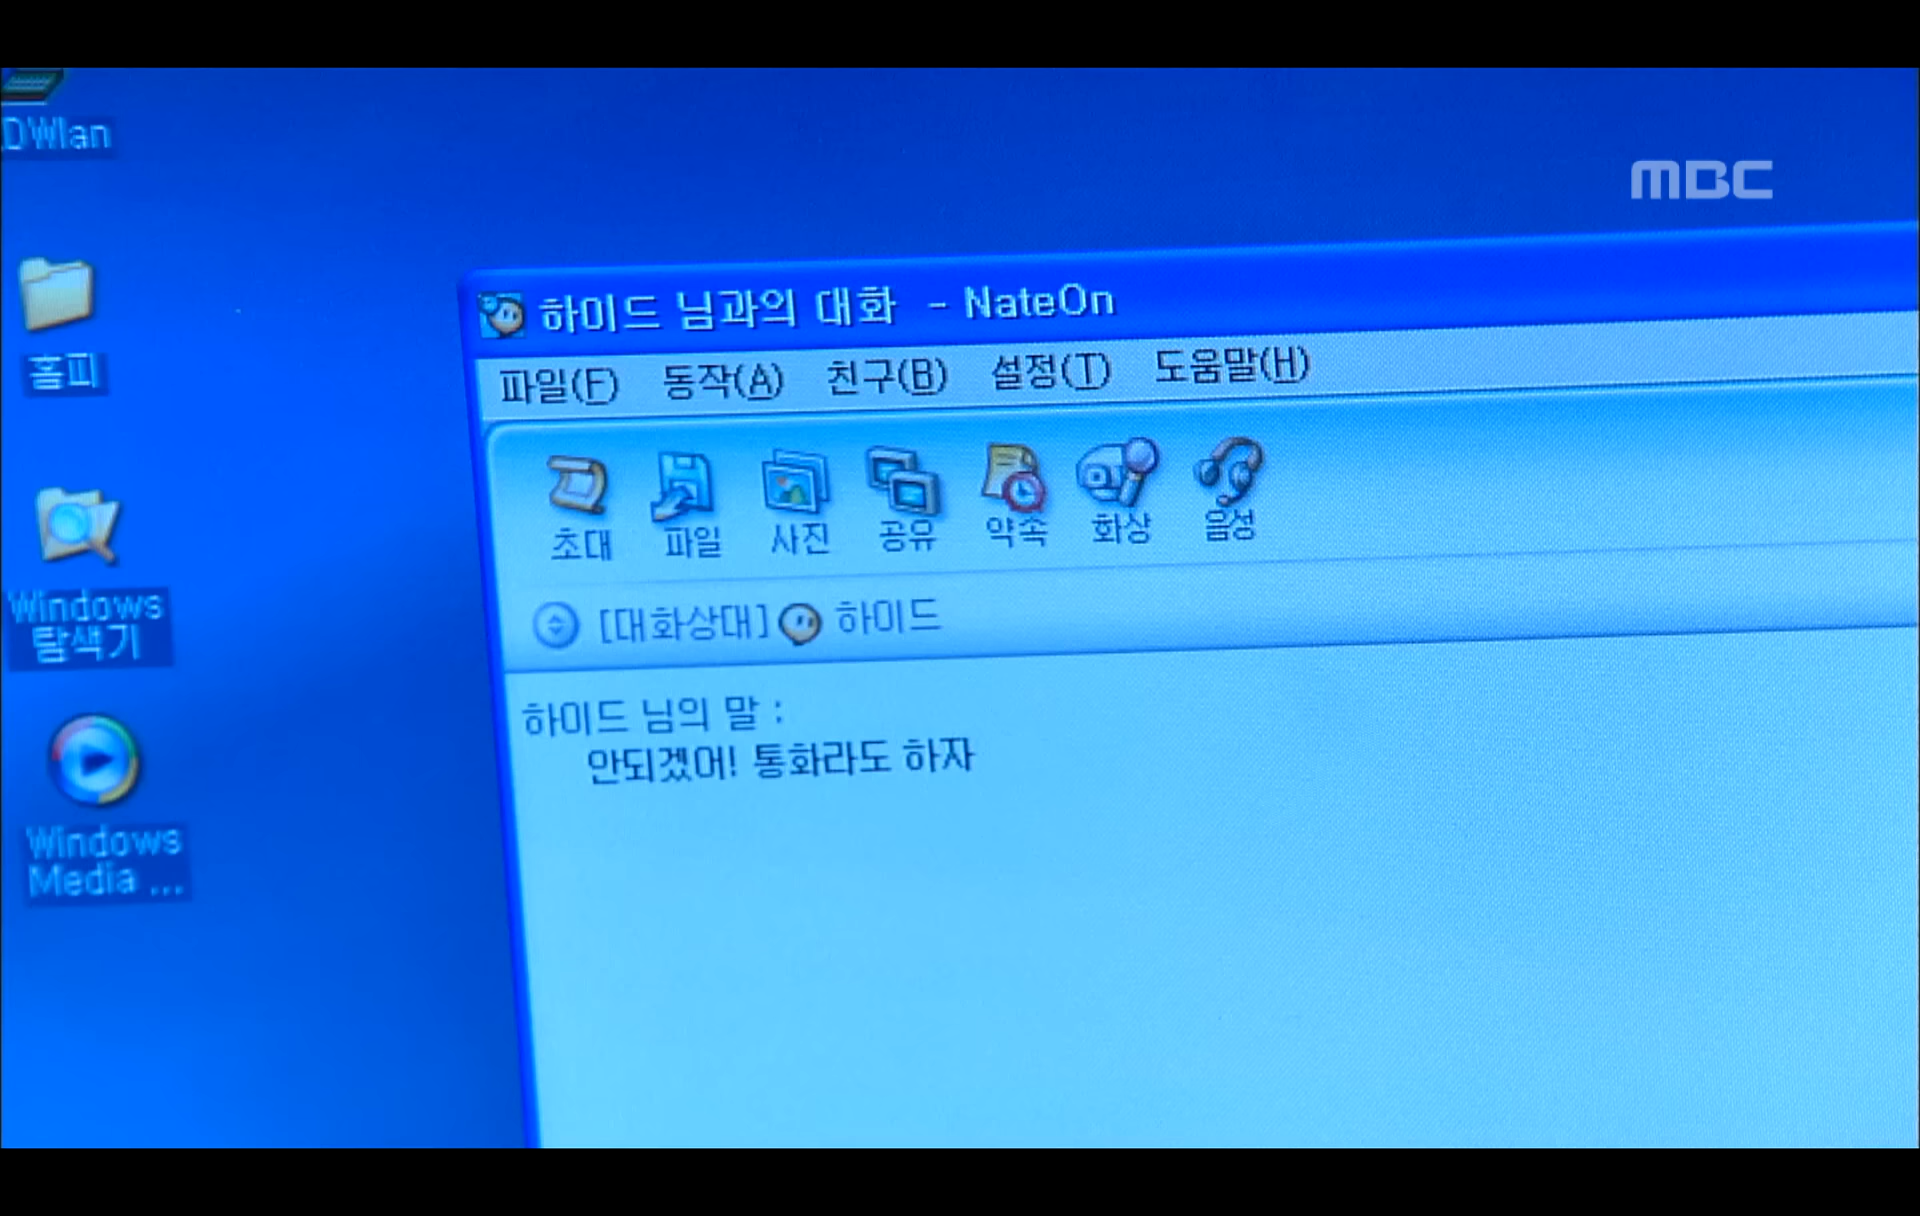 DWlan
MBC
홈피
Windows
탐색기
Windows
Media ...
하이드 님과의 대화 - NateOn
파일(F) 동작(A) 친구(B) 설정(T) 도움말(H)
초대 파일 사진 공유 약속 화상 음성
[대화상대] 하이드
하이드 님의 말 :
안되겠어! 통화라도 하자